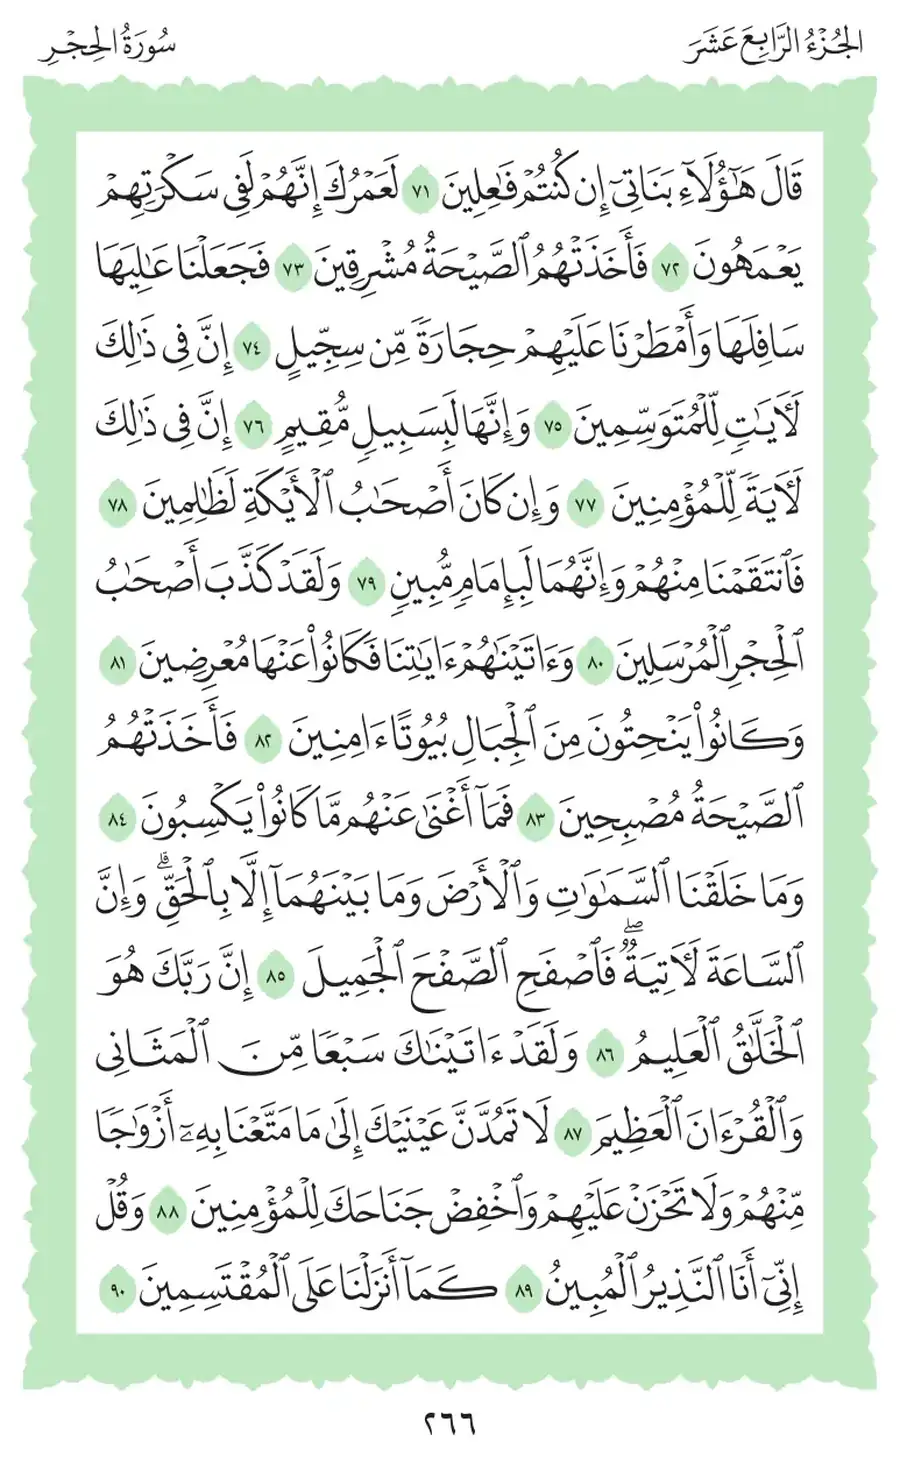 الجُزْءُ الرَّابِعَ عَشَرَ
سُورَةُ الحِجْرِ
قَالَ هَٰٓؤُلَآءِ بَنَاتِيٓ إِن كُنتُمْ فَٰعِلِينَ ٧١ لَعَمْرُكَ إِنَّهُمْ لَفِي سَكْرَتِهِمْ
يَعْمَهُونَ ٧٢ فَأَخَذَتْهُمُ ٱلصَّيْحَةُ مُشْرِقِينَ ٧٣ فَجَعَلْنَا عَٰلِيَهَا
سَافِلَهَا وَأَمْطَرْنَا عَلَيْهِمْ حِجَارَةً مِّن سِجِّيلٍ ٧٤ إِنَّ فِي ذَٰلِكَ
لَأٓيَٰتٍ لِّلْمُتَوَسِّمِينَ ٧٥ وَإِنَّهَا لَبِسَبِيلٍ مُّقِيمٍ ٧٦ إِنَّ فِي ذَٰلِكَ
لَأٓيَةً لِّلْمُؤْمِنِينَ ٧٧ وَإِن كَانَ أَصْحَٰبُ ٱلْأَيْكَةِ لَظَٰلِمِينَ ٧٨
فَٱنتَقَمْنَا مِنْهُمْ وَإِنَّهُمَا لَبِإِمَامٍ مُّبِينٍ ٧٩ وَلَقَدْ كَذَّبَ أَصْحَٰبُ
ٱلْحِجْرِ ٱلْمُرْسَلِينَ ٨٠ وَءَاتَيْنَٰهُمْ ءَايَٰتِنَا فَكَانُوا۟ عَنْهَا مُعْرِضِينَ ٨١
وَكَانُوا۟ يَنْحِتُونَ مِنَ ٱلْجِبَالِ بُيُوتًا ءَامِنِينَ ٨٢ فَأَخَذَتْهُمُ
ٱلصَّيْحَةُ مُصْبِحِينَ ٨٣ فَمَآ أَغْنَىٰ عَنْهُم مَّا كَانُوا۟ يَكْسِبُونَ ٨٤
وَمَا خَلَقْنَا ٱلسَّمَٰوَٰتِ وَٱلْأَرْضَ وَمَا بَيْنَهُمَآ إِلَّا بِٱلْحَقِّ ۗ وَإِنَّ
ٱلسَّاعَةَ لَأٓتِيَةٌ ۖ فَٱصْفَحِ ٱلصَّفْحَ ٱلْجَمِيلَ ٨٥ إِنَّ رَبَّكَ هُوَ
ٱلْخَلَّٰقُ ٱلْعَلِيمُ ٨٦ وَلَقَدْ ءَاتَيْنَٰكَ سَبْعًا مِّنَ ٱلْمَثَانِي
وَٱلْقُرْءَانَ ٱلْعَظِيمَ ٨٧ لَا تَمُدَّنَّ عَيْنَيْكَ إِلَىٰ مَا مَتَّعْنَا بِهِۦٓ أَزْوَٰجًا
مِّنْهُمْ وَلَا تَحْزَنْ عَلَيْهِمْ وَٱخْفِضْ جَنَاحَكَ لِلْمُؤْمِنِينَ ٨٨ وَقُلْ
إِنِّيٓ أَنَا ٱلنَّذِيرُ ٱلْمُبِينُ ٨٩ كَمَآ أَنزَلْنَا عَلَى ٱلْمُقْتَسِمِينَ ٩٠
٢٦٦